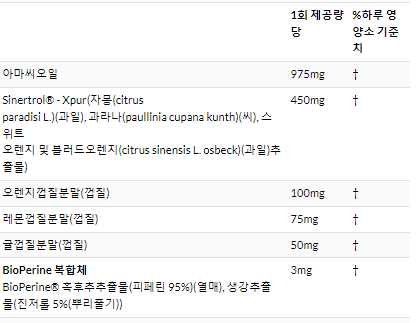 1회 제공량당 %하루 영양소 기준치
아마씨오일 975mg †
Sinertrol® - Xpur(자몽(citrus 450mg †
paradisi L.)(과일), 과라나(paullinia cupana kunth)(씨), 스
위트
오렌지 및 블러드오렌지(citrus sinensis L. osbeck)(과일)추
출물)
오렌지껍질분말(껍질) 100mg †
레몬껍질분말(껍질) 75mg †
귤껍질분말(껍질) 50mg †
BioPerine 복합체 3mg †
BioPerine® 흑후추추출물(피페린 95%)(열매), 생강추출
물(진저롤 5%(뿌리줄기))